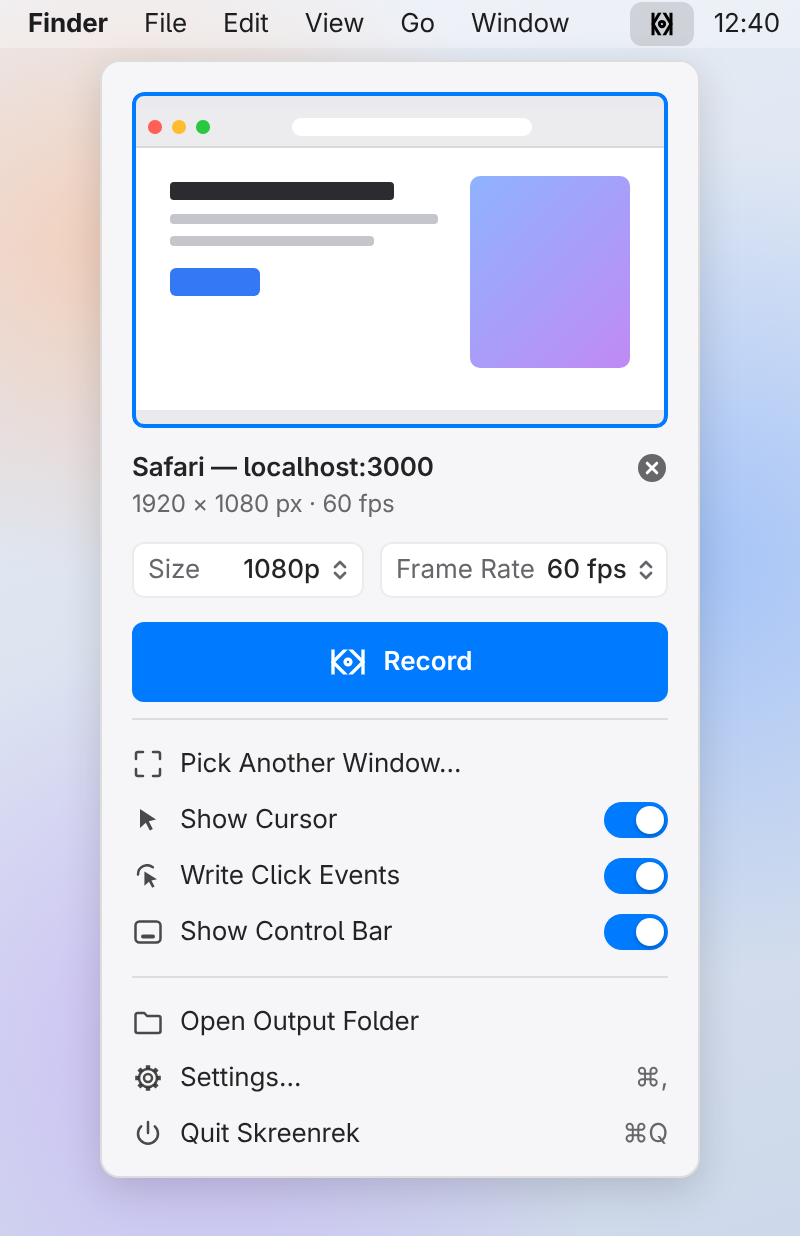 Finder File Edit View Go Window 12:40
Safari — localhost:3000
1920 × 1080 px · 60 fps
Size 1080p Frame Rate 60 fps
Record
Pick Another Window...
Show Cursor
Write Click Events
Show Control Bar
Open Output Folder
Settings... ⌘,
Quit Skreenrek ⌘Q